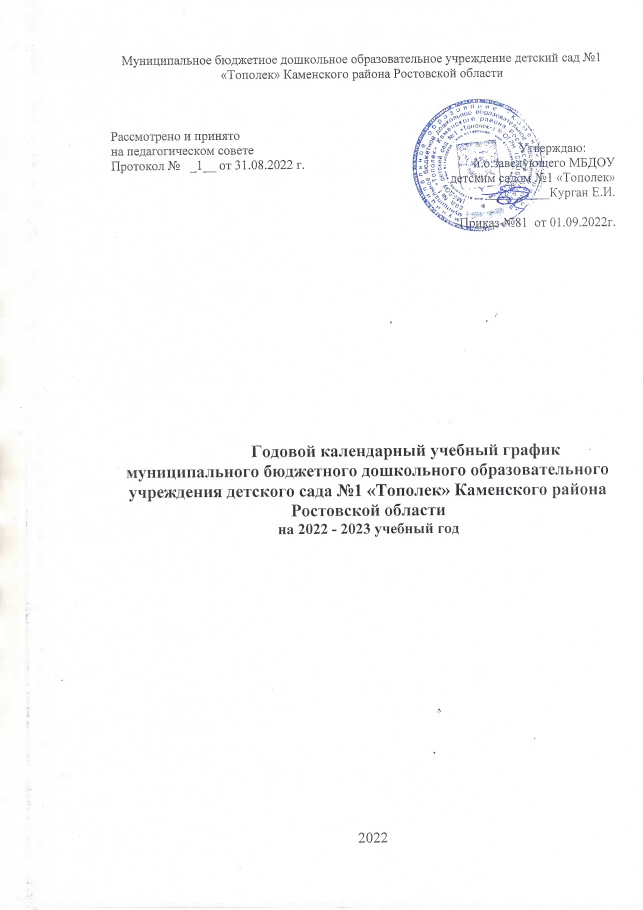 Муниципальное бюджетное дошкольное образовательное учреждение детский сад №1
«Тополек» Каменского района Ростовской области
Рассмотрено и принято
на педагогическом совете
Протокол № _1__ от 31.08.2022 г.
Утверждаю:
и.о.заведующего МБДОУ
детским садом №1 «Тополек»
Курган Е.И.
Приказ №81 от 01.09.2022г.
Годовой календарный учебный график
муниципального бюджетного дошкольного образовательного
учреждения детского сада №1 «Тополек» Каменского района
Ростовской области
на 2022 - 2023 учебный год
2022